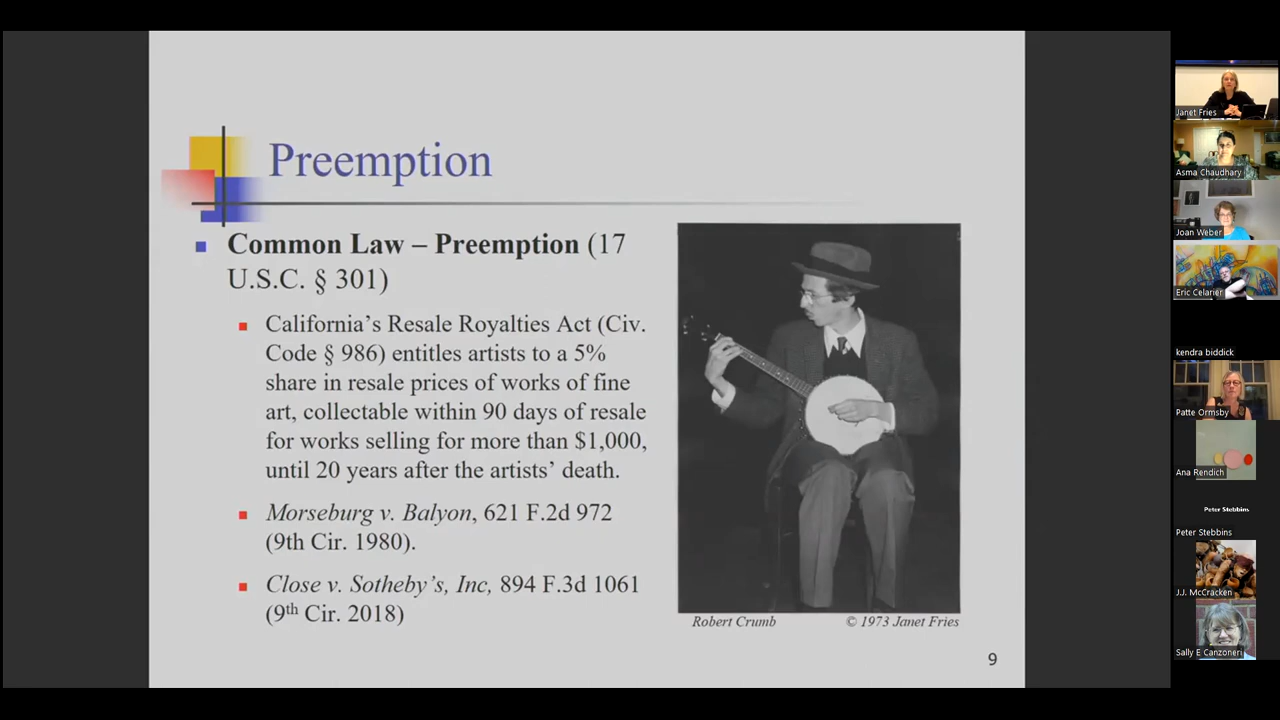 Preemption
Common Law – Preemption (17
U.S.C. § 301)
California's Resale Royalties Act (Civ.
Code § 986) entitles artists to a 5%
share in resale prices of works of fine
art, collectable within 90 days of resale
for works selling for more than $1,000,
until 20 years after the artists' death.
Morseburg v. Balyon, 621 F.2d 972
(9th Cir. 1980).
Close v. Sotheby's, Inc, 894 F.3d 1061
(9th Cir. 2018)
Robert Crumb © 1973 Janet Fries
9
Janet Fries
Asma Chaudhary
Joan Weber
Eric Celarier
kendra biddick
Patte Ormsby
Ana Rendich
Peter Stebbins
Peter Stebbins
J.J. McCracken
Sally E Canzoneri